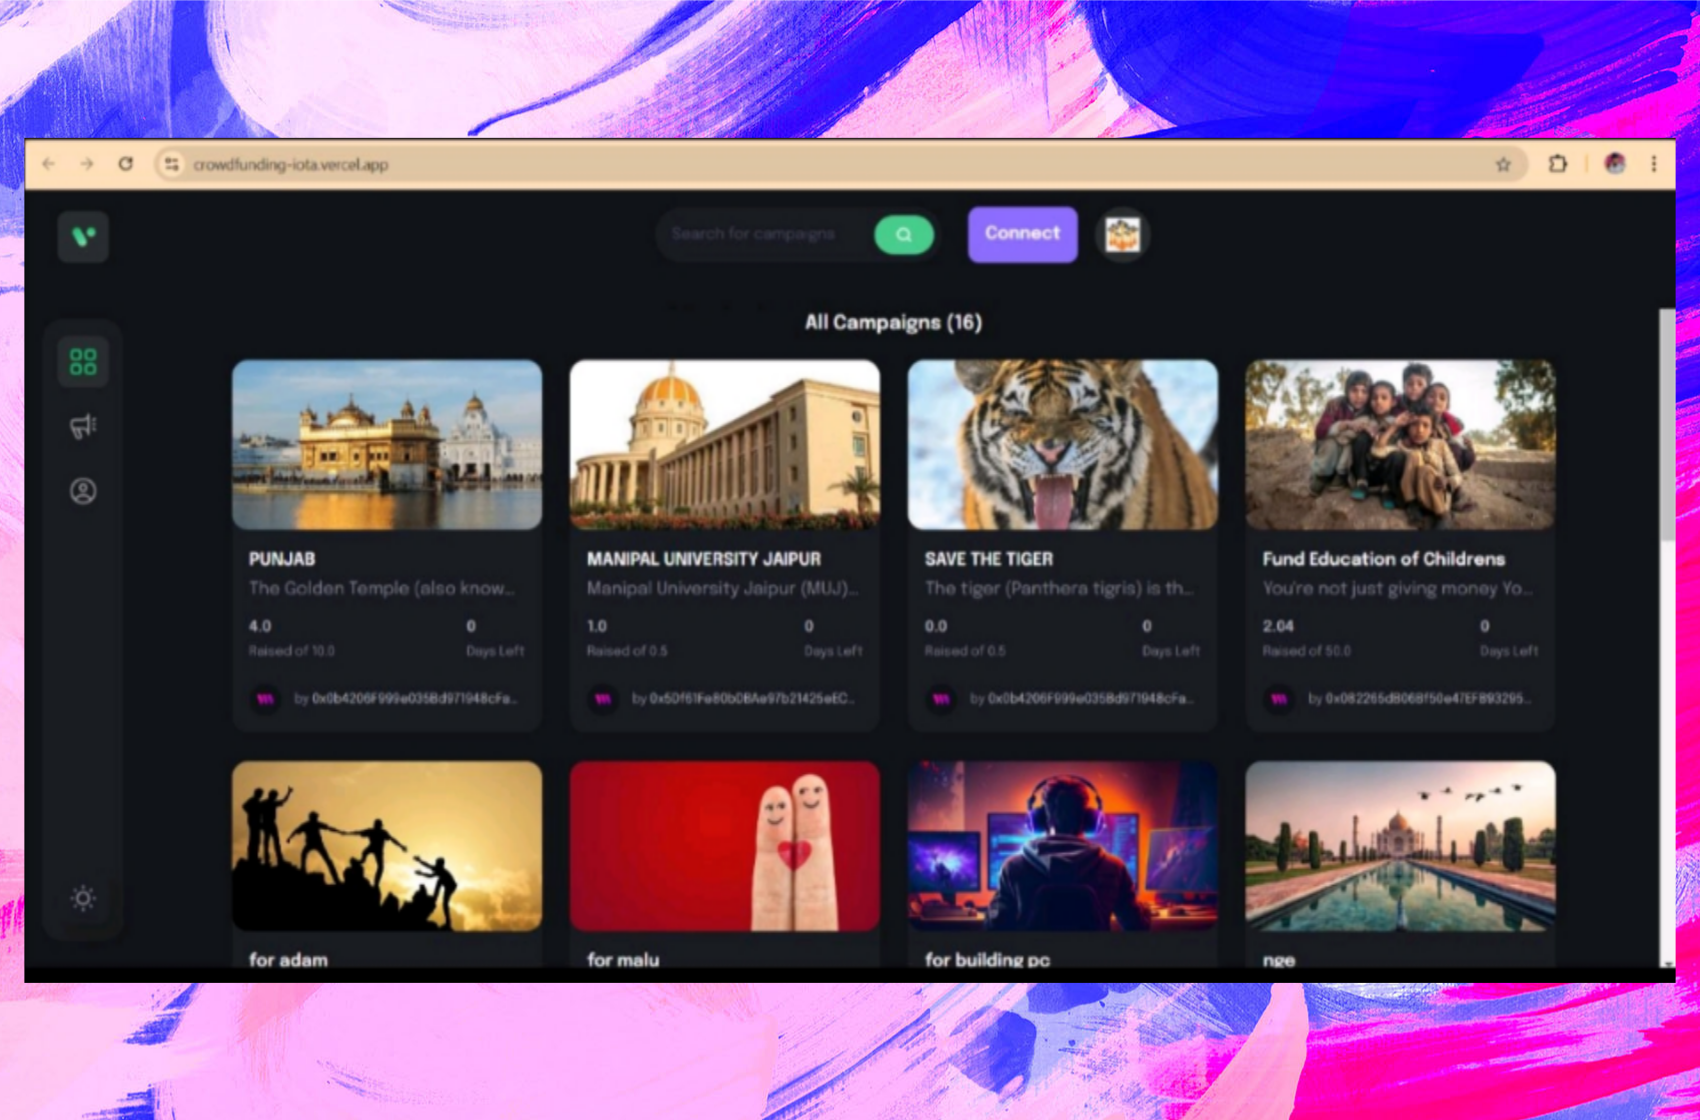 crowdfunding-iota.vercel.app
Search for campaigns
Connect
All Campaigns (16)
PUNJAB
The Golden Temple (also know...
4.0 0
Raised of 10.0 Days Left
by
MANIPAL UNIVERSITY JAIPUR
Manipal University Jaipur (MUJ)...
1.0 0
Raised of 0.5 Days Left
by
SAVE THE TIGER
The tiger (Panthera tigris) is th...
0.0 0
Raised of 0.5 Days Left
by
Fund Education of Childrens
You're not just giving money Yo...
2.04 0
Raised of 50.0 Days Left
by
for adam
for malu
for building pc
nge